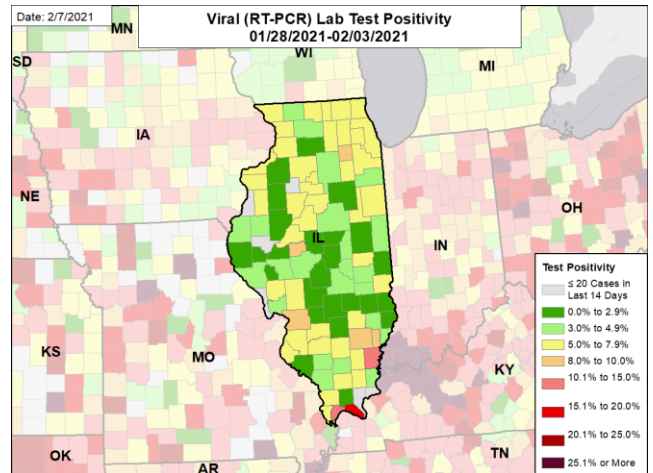 Date: 2/7/2021
Viral (RT-PCR) Lab Test Positivity
01/28/2021-02/03/2021
MN
SD
WI
MI
IA
NE
OH
IL
IN
KS
MO
KY
OK
AR
TN
Test Positivity
≤ 20 Cases in
Last 14 Days
0.0% to 2.9%
3.0% to 4.9%
5.0% to 7.9%
8.0% to 10.0%
10.1% to 15.0%
15.1% to 20.0%
20.1% to 25.0%
25.1% or More